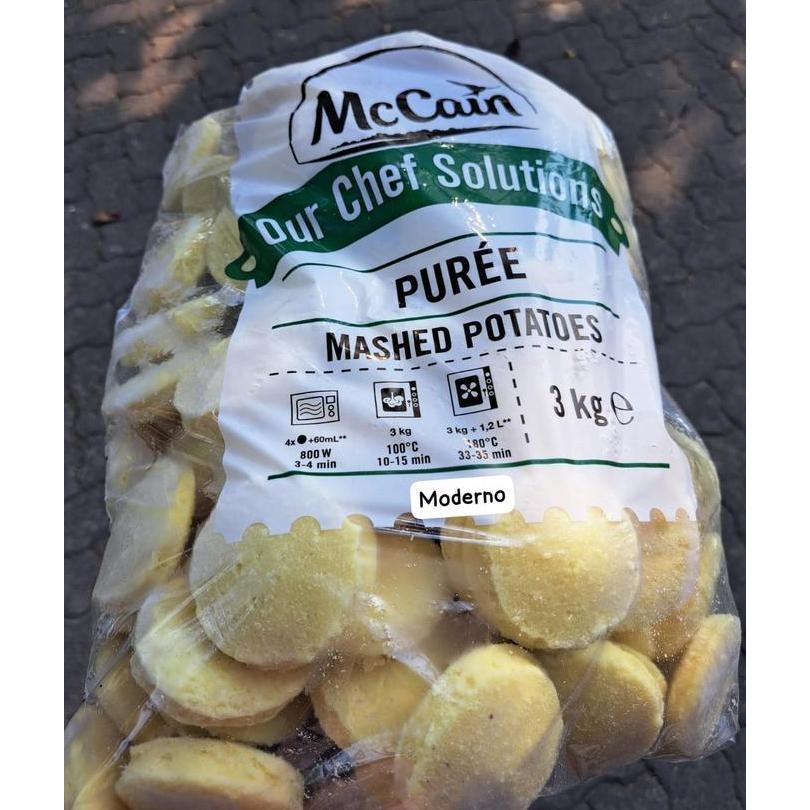 McCain
Our Chef Solutions
PURÉE
MASHED POTATOES
4x +60mL**
800 W
3-4 min
3 kg
100°C
10-15 min
3 kg + 1,2 L**
180°C
33-35 min
3 kg e
Moderno